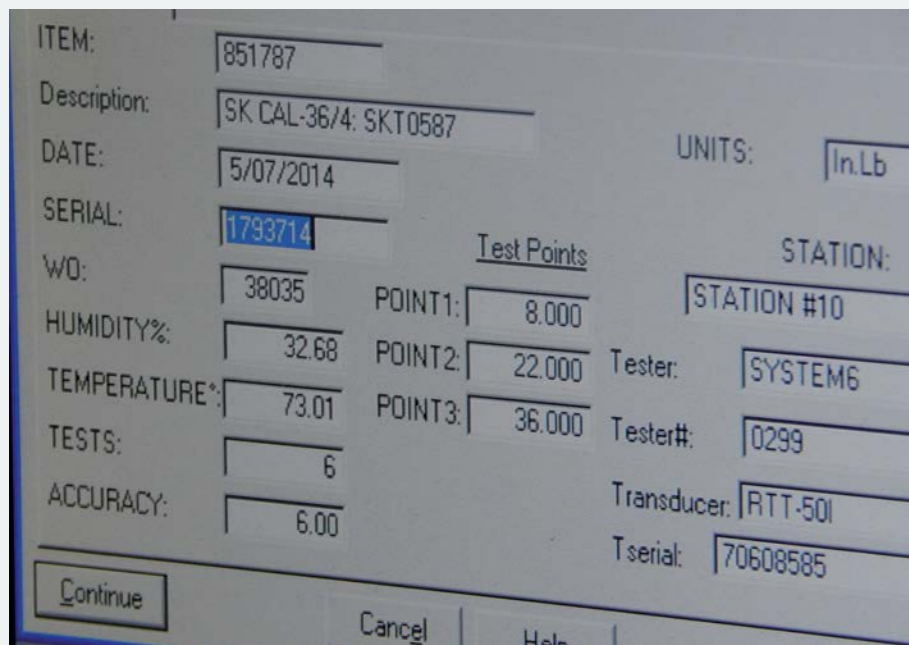 ITEM: 851787
Description: SK CAL-36/4: SKT0587
UNITS: In.Lb
DATE: 5/07/2014
SERIAL: 1793714
Test Points
STATION:
STATION #10
WO: 38035
POINT1: 8.000
HUMIDITY%: 32.68
POINT2: 22.000
Tester: SYSTEM6
TEMPERATURE°: 73.01
POINT3: 36.000
Tester#: 0299
TESTS: 6
Transducer: RTT-50I
ACCURACY: 6.00
Tserial: 70608585
Continue
Cancel
Help